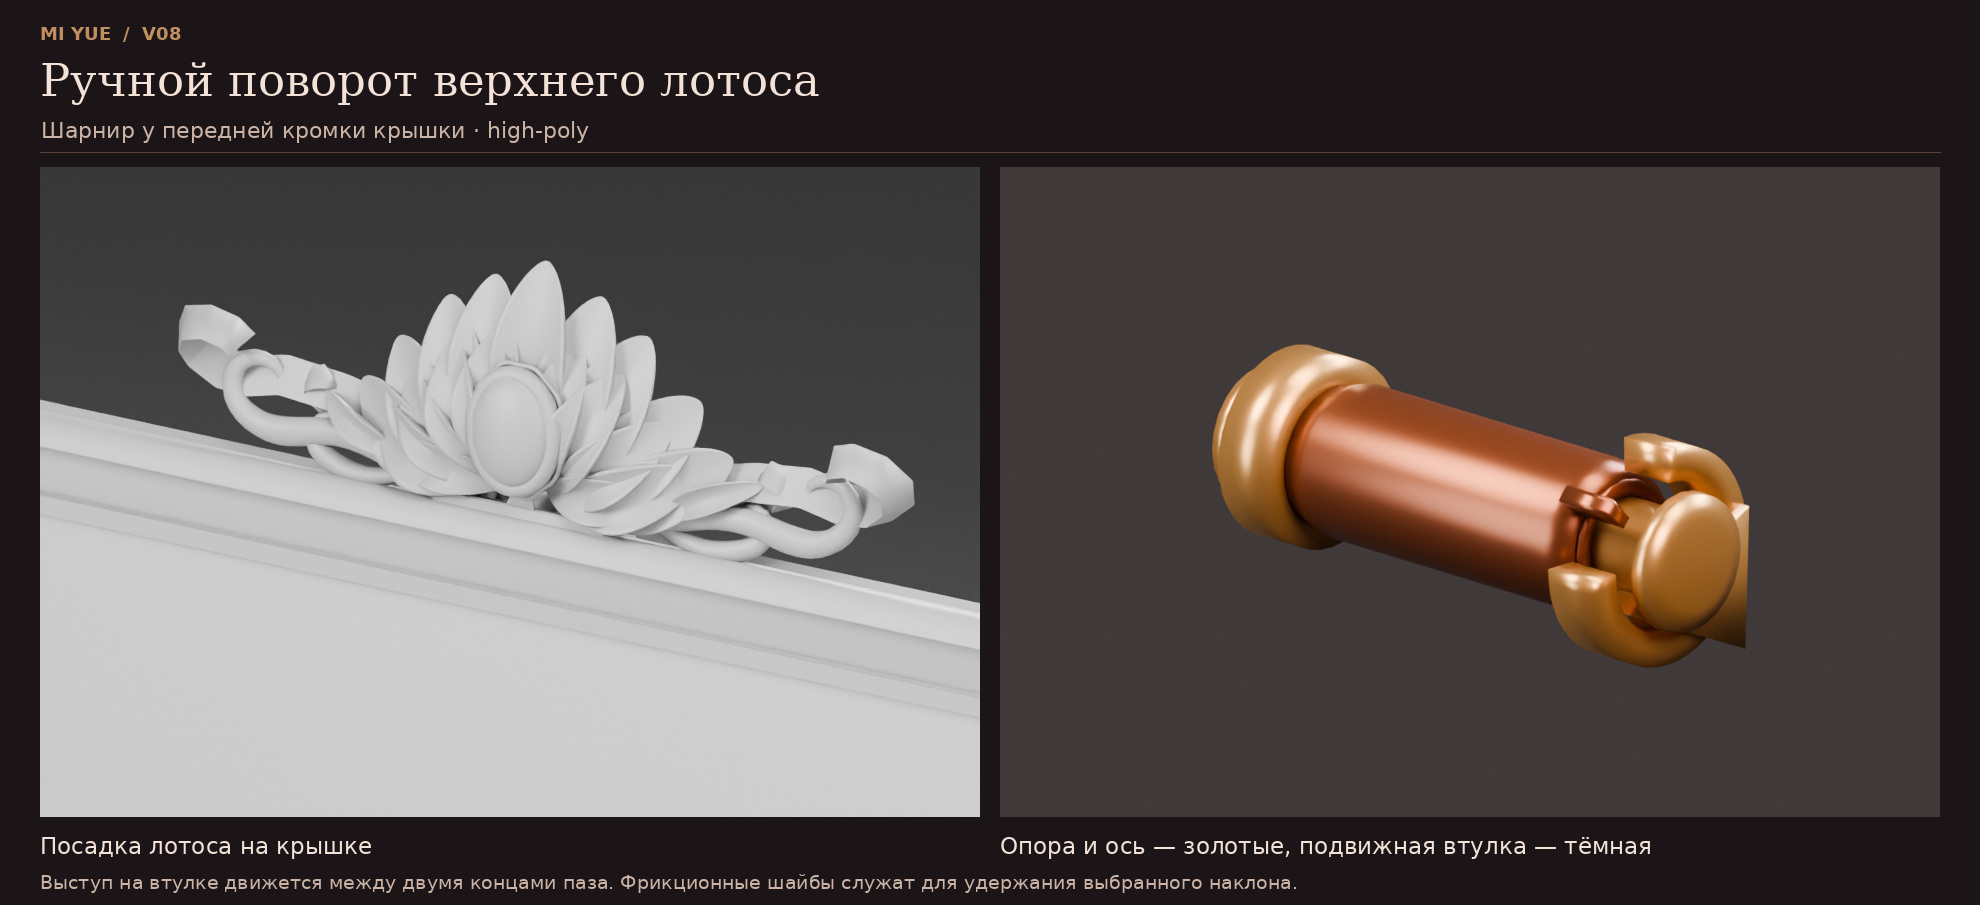 MI YUE / V08
Ручной поворот верхнего лотоса
Шарнир у передней кромки крышки · high-poly
Посадка лотоса на крышке
Опора и ось — золотые, подвижная втулка — тёмная
Выступ на втулке движется между двумя концами паза. Фрикционные шайбы служат для удержания выбранного наклона.